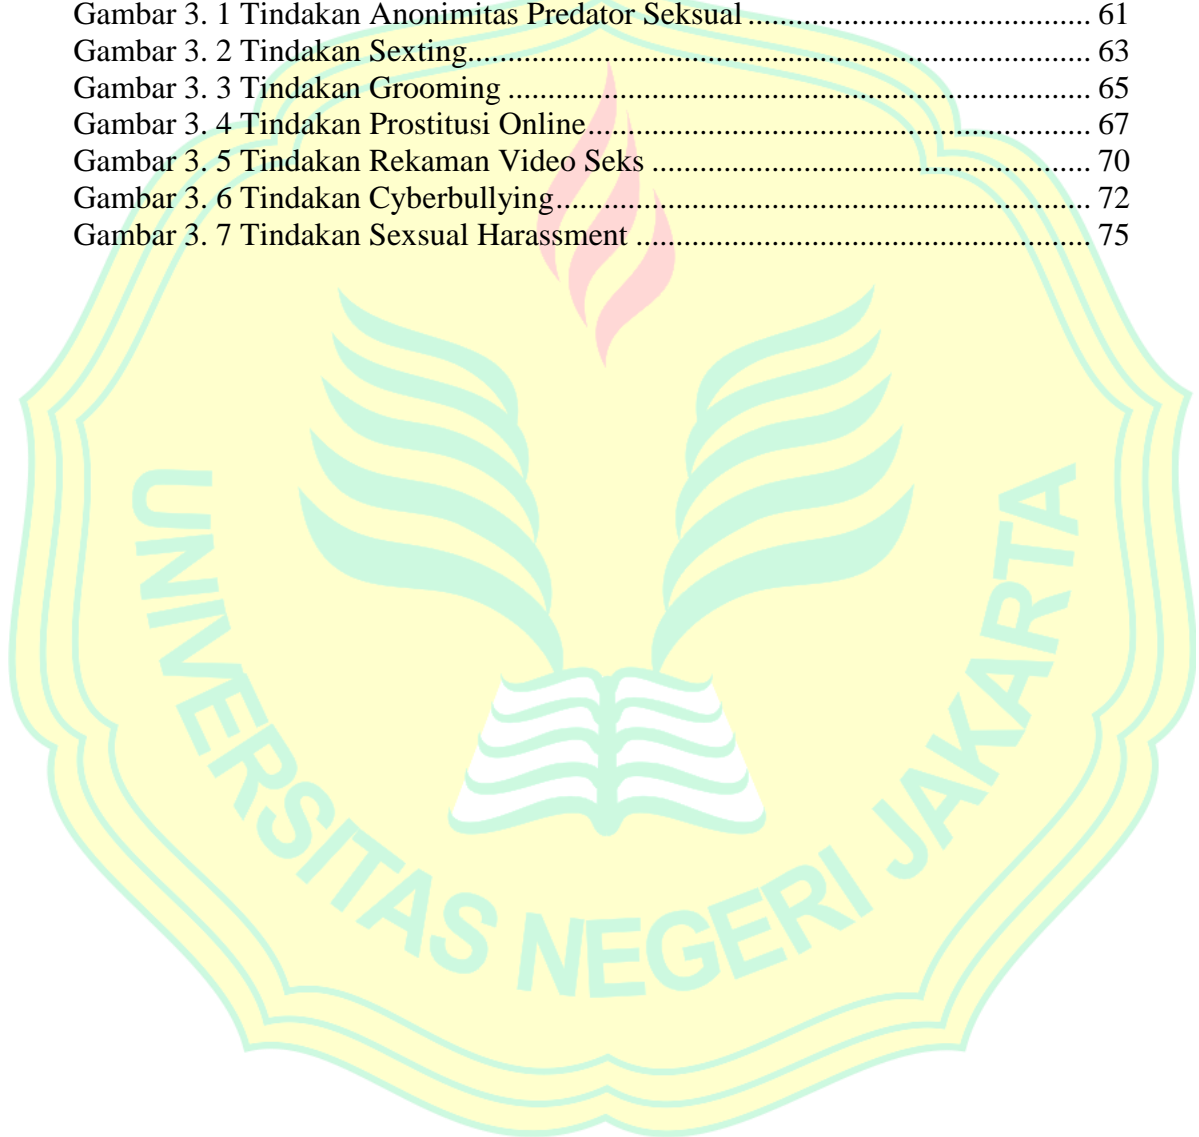 Gambar 3. 1 Tindakan Anonimitas Predator Seksual ........................................ 61
Gambar 3. 2 Tindakan Sexting.......................................................................... 63
Gambar 3. 3 Tindakan Grooming ..................................................................... 65
Gambar 3. 4 Tindakan Prostitusi Online............................................................ 67
Gambar 3. 5 Tindakan Rekaman Video Seks .................................................... 70
Gambar 3. 6 Tindakan Cyberbullying................................................................ 72
Gambar 3. 7 Tindakan Sexsual Harassment ...................................................... 75
UNIVERSITAS NEGERI JAKARTA